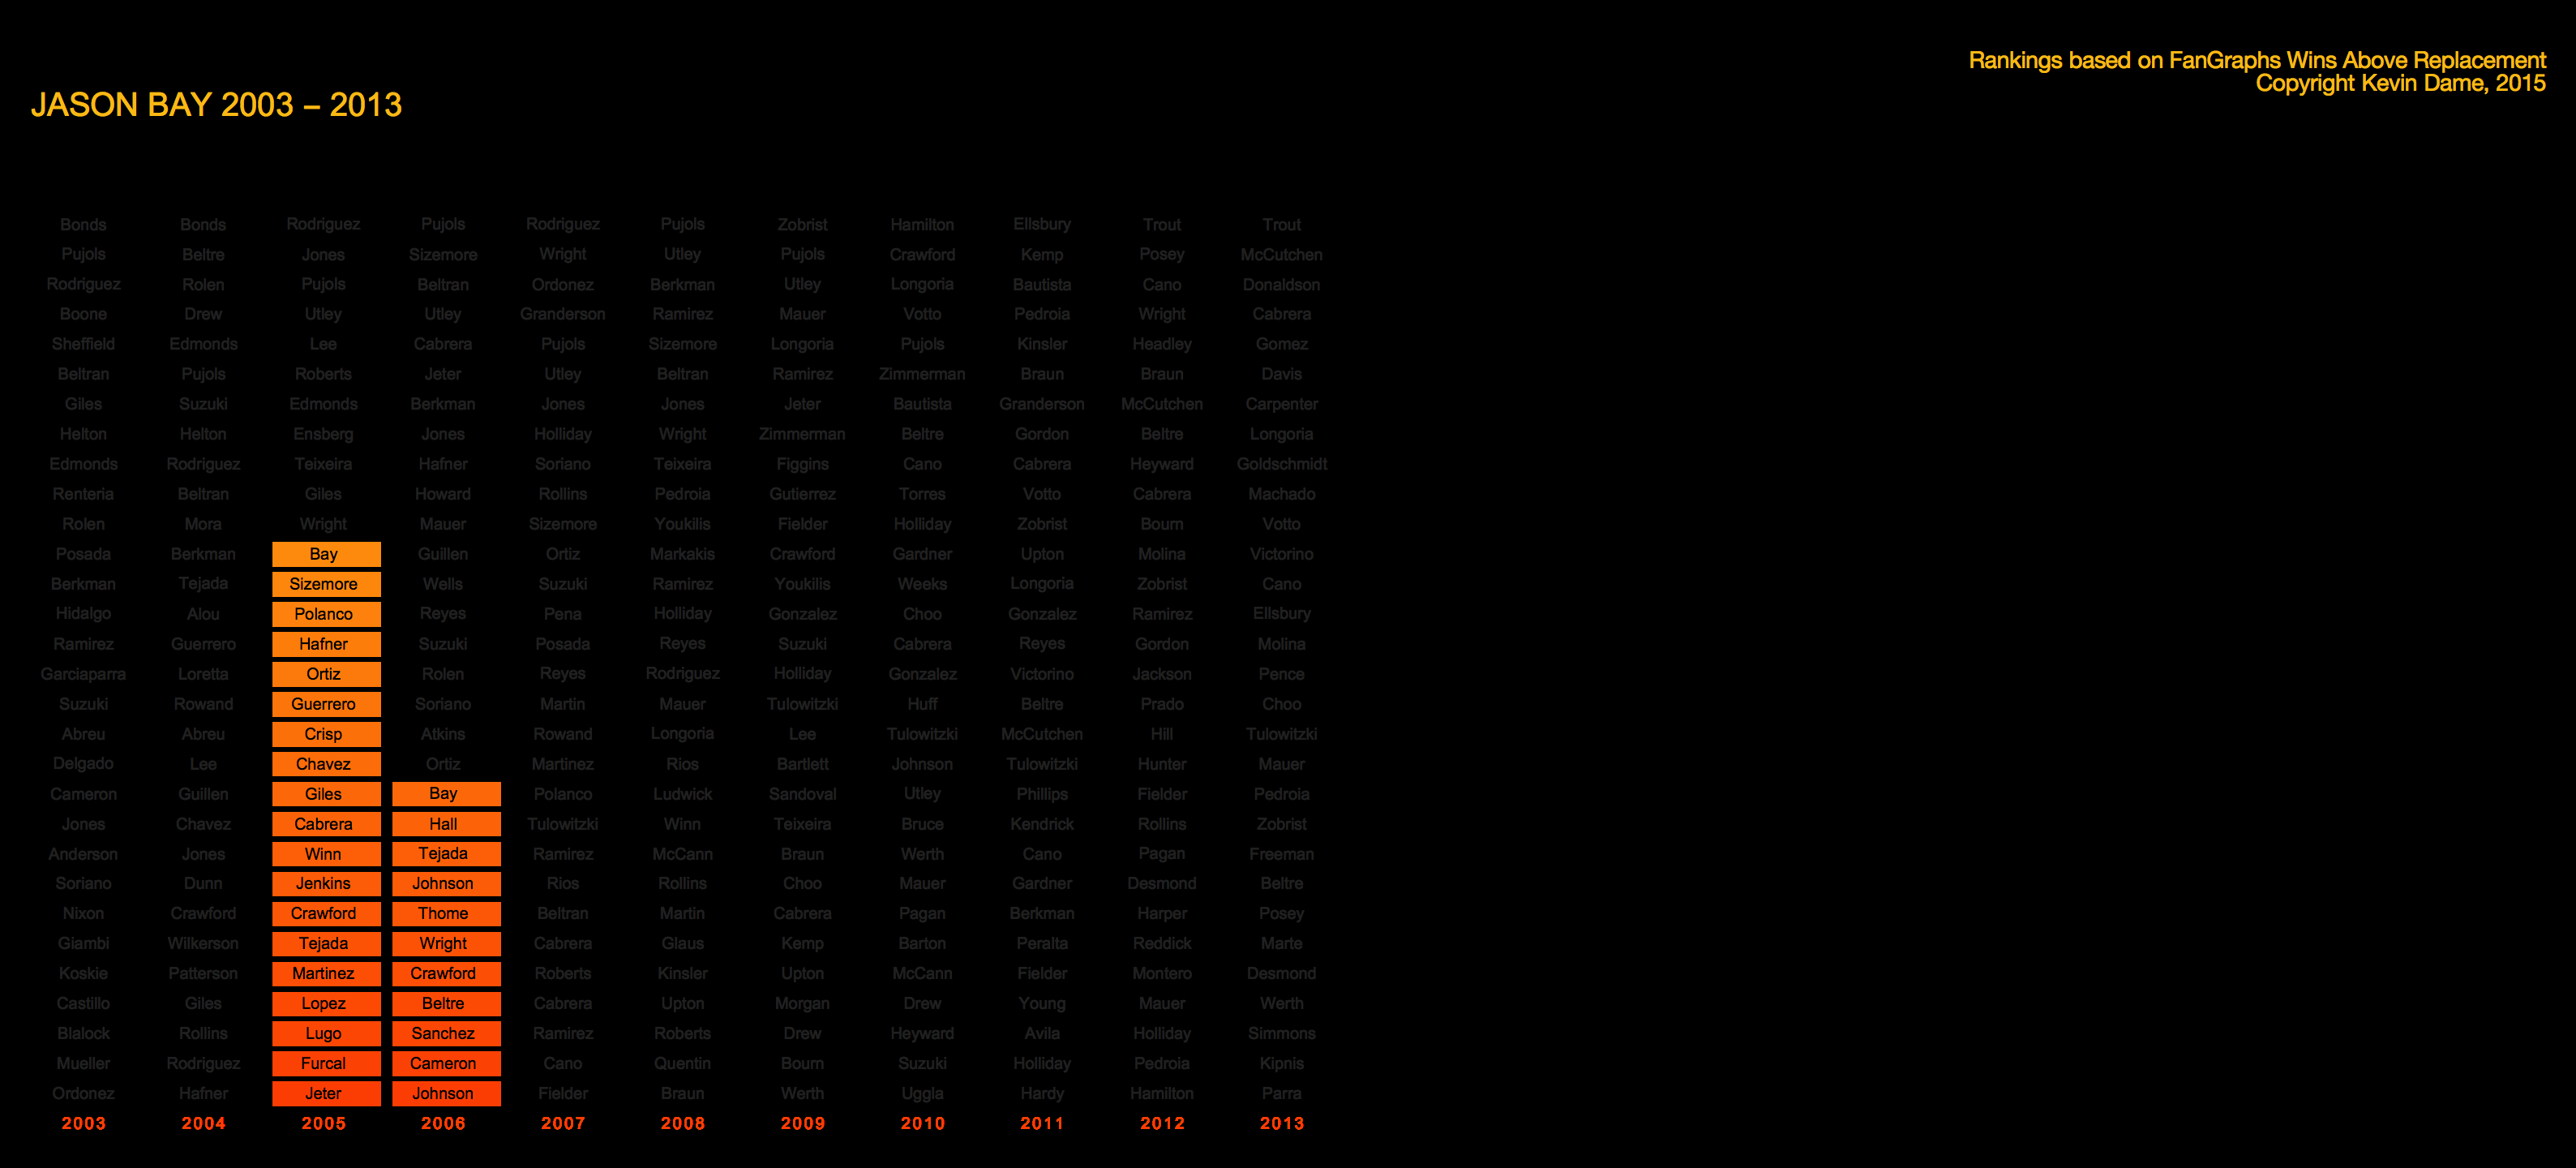 Rankings based on FanGraphs Wins Above Replacement
Copyright Kevin Dame, 2015
JASON BAY 2003 – 2013
Bonds Bonds Rodriguez Pujols Rodriguez Pujols Zobrist Hamilton Ellsbury Trout Trout
Pujols Beltre Jones Sizemore Wright Utley Pujols Crawford Kemp Posey McCutchen
Rodriguez Rolen Pujols Beltran Ordonez Berkman Utley Longoria Bautista Cano Donaldson
Boone Drew Utley Utley Granderson Ramirez Mauer Votto Pedroia Wright Cabrera
Sheffield Edmonds Lee Cabrera Pujols Sizemore Longoria Pujols Kinsler Headley Gomez
Beltran Pujols Roberts Jeter Utley Beltran Ramirez Zimmerman Braun Braun Davis
Giles Suzuki Edmonds Berkman Jones Jones Jeter Bautista Granderson McCutchen Carpenter
Helton Helton Ensberg Jones Holliday Wright Zimmerman Beltre Gordon Beltre Longoria
Edmonds Rodriguez Teixeira Hafner Soriano Teixeira Figgins Cano Cabrera Heyward Goldschmidt
Renteria Beltran Giles Howard Rollins Pedroia Gutierrez Torres Votto Cabrera Machado
Rolen Mora Wright Mauer Sizemore Youkilis Fielder Holliday Zobrist Bourn Votto
Posada Berkman Bay Guillen Ortiz Markakis Crawford Gardner Upton Molina Victorino
Berkman Tejada Sizemore Wells Suzuki Ramirez Youkilis Weeks Longoria Zobrist Cano
Hidalgo Alou Polanco Reyes Pena Holliday Gonzalez Choo Gonzalez Ramirez Ellsbury
Ramirez Guerrero Hafner Suzuki Posada Reyes Suzuki Cabrera Reyes Gordon Molina
Garciaparra Loretta Ortiz Rolen Reyes Rodriguez Holliday Gonzalez Victorino Jackson Pence
Suzuki Rowand Guerrero Soriano Martin Mauer Tulowitzki Huff Beltre Prado Choo
Abreu Abreu Crisp Atkins Rowand Longoria Lee Tulowitzki McCutchen Hill Tulowitzki
Delgado Lee Chavez Ortiz Martinez Rios Bartlett Johnson Tulowitzki Hunter Mauer
Cameron Guillen Giles Bay Polanco Ludwick Sandoval Utley Phillips Fielder Pedroia
Jones Chavez Cabrera Hall Tulowitzki Winn Teixeira Bruce Kendrick Rollins Zobrist
Anderson Jones Winn Tejada Ramirez McCann Braun Werth Cano Pagan Freeman
Soriano Dunn Jenkins Johnson Rios Rollins Choo Mauer Gardner Desmond Beltre
Nixon Crawford Crawford Thome Beltran Martin Cabrera Pagan Berkman Harper Posey
Giambi Wilkerson Tejada Wright Cabrera Glaus Kemp Barton Peralta Reddick Marte
Koskie Patterson Martinez Crawford Roberts Kinsler Upton McCann Fielder Montero Desmond
Castillo Giles Lopez Beltre Cabrera Upton Morgan Drew Young Mauer Werth
Blalock Rollins Lugo Sanchez Ramirez Roberts Drew Heyward Avila Holliday Simmons
Mueller Rodriguez Furcal Cameron Cano Quentin Bourn Suzuki Holliday Pedroia Kipnis
Ordonez Hafner Jeter Johnson Fielder Braun Werth Uggla Hardy Hamilton Parra
2003 2004 2005 2006 2007 2008 2009 2010 2011 2012 2013